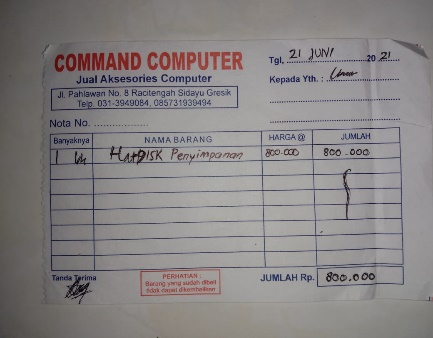 COMMAND COMPUTER
Jual Aksesories Computer
Jl. Pahlawan No. 8 Racitengah Sidayu Gresik
Telp. 031-3949084, 085731939494
Tgl, 21 JUNI 20 21
Kepada Yth. : Umum
Nota No.
Banyaknya NAMA BARANG HARGA @ JUMLAH
1 Hardisk Penyimpanan 800.000 800.000
Tanda Terima
PERHATIAN :
Barang yang sudah dibeli
tidak dapat dikembalikan
JUMLAH Rp. 800.000